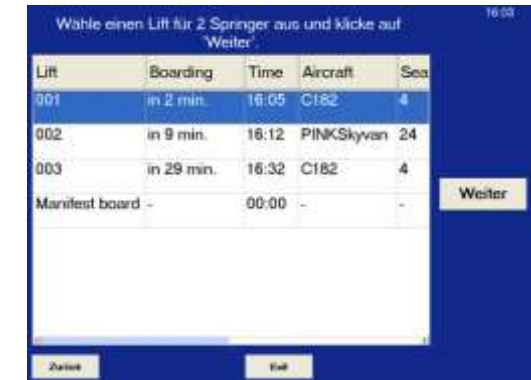 16:03
Wähle einen Lift für 2 Springer aus und klicke auf
'Weiter'.
Lift Boarding Time Aircraft Sea
001 in 2 min. 16:05 C182 4
002 in 9 min. 16:12 PINKSkyvan 24
003 in 29 min. 16:32 C182 4
Manifest board - 00:00 - -
Weiter
Zurück Exit